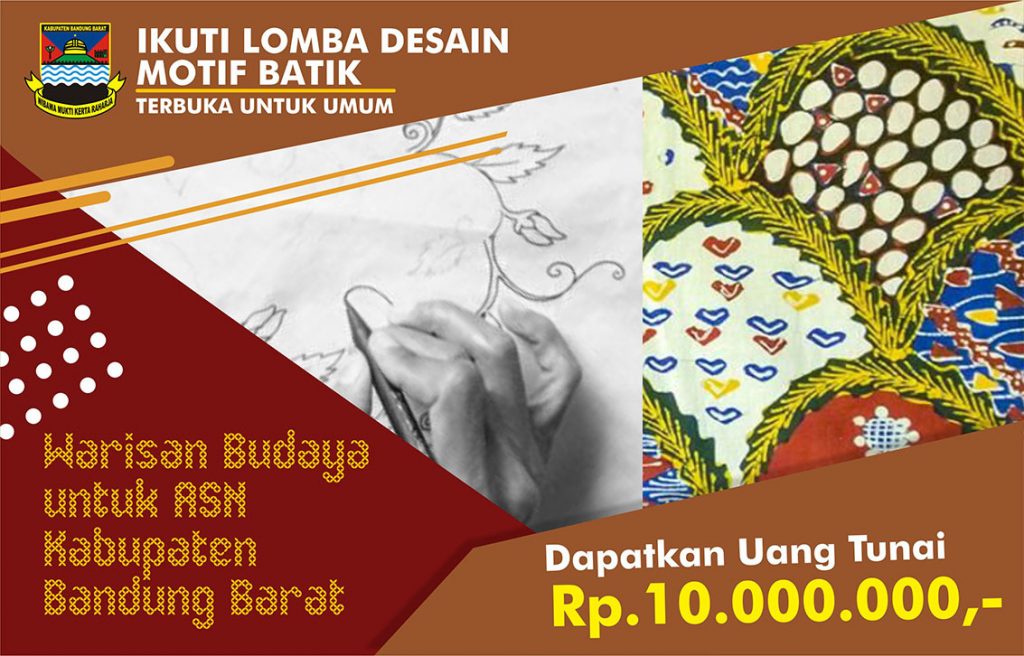 KABUPATEN BANDUNG BARAT
WIBAWA MUKTI KERTA RAHARJA
IKUTI LOMBA DESAIN
MOTIF BATIK
TERBUKA UNTUK UMUM
Warisan Budaya
untuk ASN
Kabupaten
Bandung Barat
Dapatkan Uang Tunai
Rp.10.000.000,-